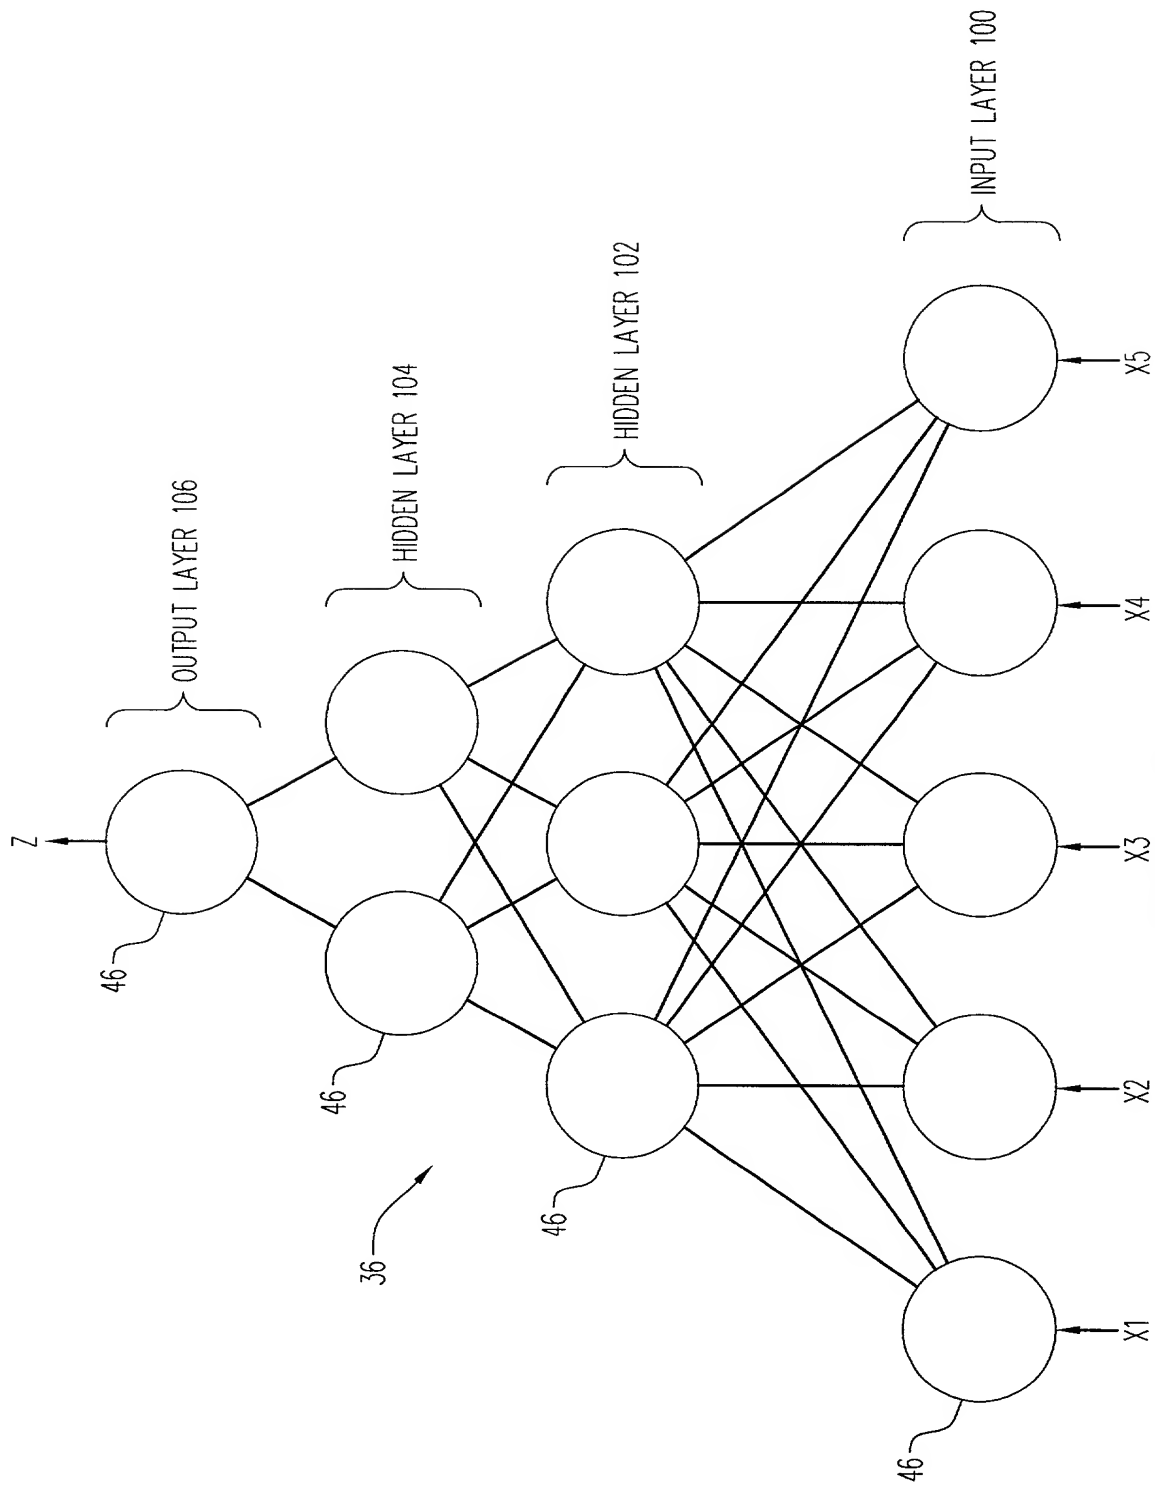 Z
OUTPUT LAYER 106
46
HIDDEN LAYER 104
46
36
HIDDEN LAYER 102
46
INPUT LAYER 100
46
X1
X2
X3
X4
X5